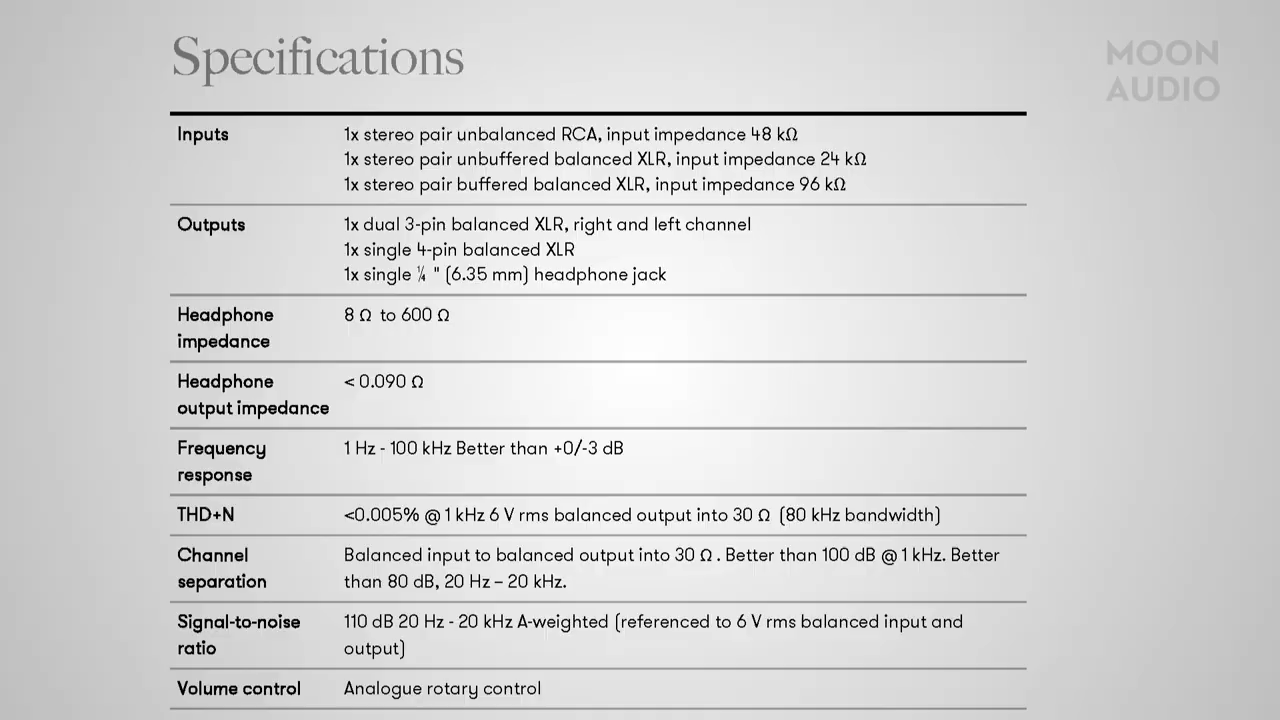 Specifications
MOON
AUDIO
Inputs
1x stereo pair unbalanced RCA, input impedance 48 kΩ
1x stereo pair unbuffered balanced XLR, input impedance 24 kΩ
1x stereo pair buffered balanced XLR, input impedance 96 kΩ
Outputs
1x dual 3-pin balanced XLR, right and left channel
1x single 4-pin balanced XLR
1x single ¼ " (6.35 mm) headphone jack
Headphone
impedance
8 Ω to 600 Ω
Headphone
output impedance
< 0.090 Ω
Frequency
response
1 Hz - 100 kHz Better than +0/-3 dB
THD+N
<0.005% @ 1 kHz 6 V rms balanced output into 30 Ω (80 kHz bandwidth)
Channel
separation
Balanced input to balanced output into 30 Ω . Better than 100 dB @ 1 kHz. Better
than 80 dB, 20 Hz – 20 kHz.
Signal-to-noise
ratio
110 dB 20 Hz - 20 kHz A-weighted (referenced to 6 V rms balanced input and
output)
Volume control
Analogue rotary control